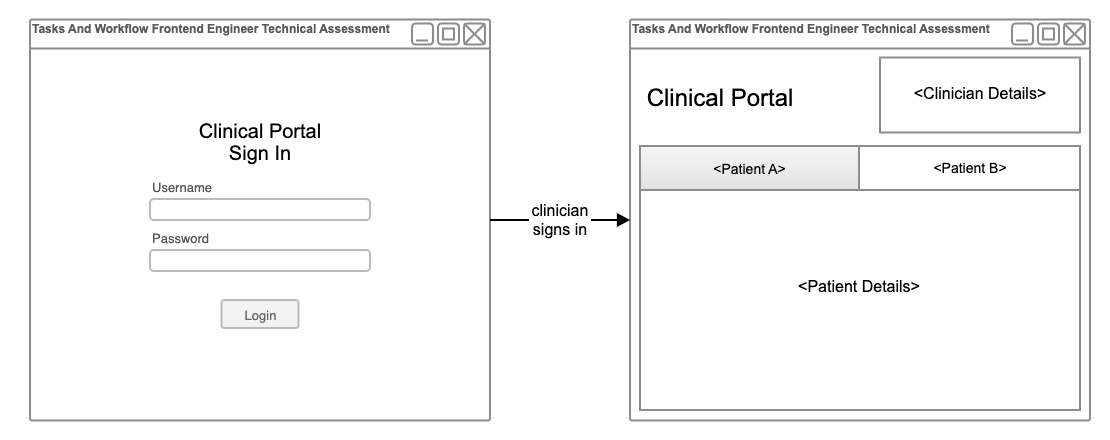 Tasks And Workflow Frontend Engineer Technical Assessment
Clinical Portal
Sign In
Username
Password
Login
clinician
signs in
Tasks And Workflow Frontend Engineer Technical Assessment
Clinical Portal
<Clinician Details>
<Patient A>
<Patient B>
<Patient Details>